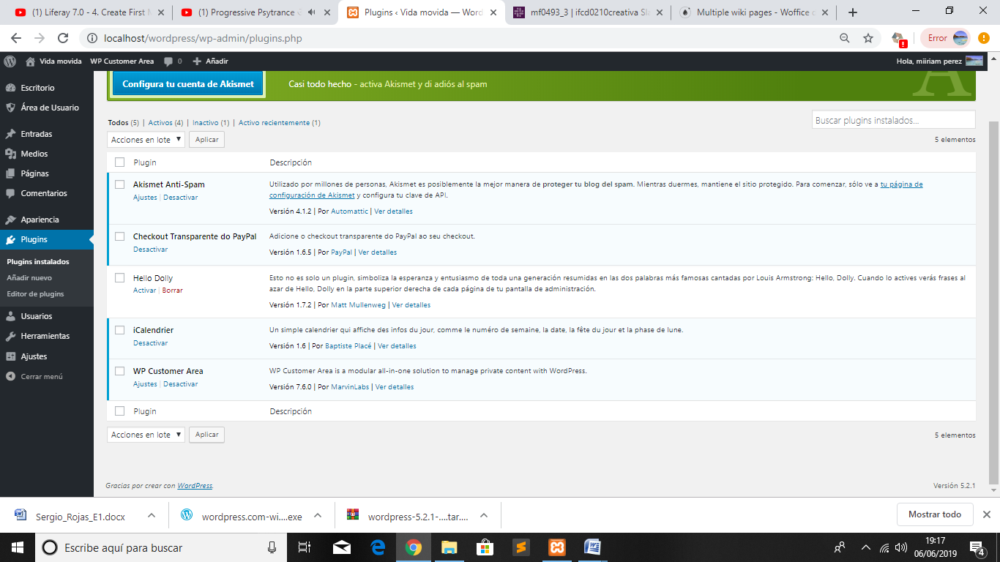 (1) Liferay 7.0 - 4. Create First M
(1) Progressive Psytrance
Plugins ‹ Vida movida — Word
mf0493_3 | ifcd0210creativa Sla
Multiple wiki pages - Woffice
localhost/wordpress/wp-admin/plugins.php
Error
Vida movida
WP Customer Area
0
Añadir
Hola, miiriam perez
Escritorio
Área de Usuario
Entradas
Medios
Páginas
Comentarios
Apariencia
Plugins
Plugins instalados
Añadir nuevo
Editor de plugins
Usuarios
Herramientas
Ajustes
Cerrar menú
Configura tu cuenta de Akismet
Casi todo hecho - activa Akismet y di adiós al spam
A
Todos (5) | Activos (4) | Inactivo (1) | Activo recientemente (1)
Buscar plugins instalados...
Acciones en lote
Aplicar
5 elementos
Plugin
Descripción
Akismet Anti-Spam
Ajustes | Desactivar
Utilizado por millones de personas, Akismet es posiblemente la mejor manera de proteger tu blog del spam. Mientras duermes, mantiene el sitio protegido. Para comenzar, sólo ve a tu página de
configuración de Akismet y configura tu clave de API.
Versión 4.1.2 | Por Automattic | Ver detalles
Checkout Transparente do PayPal
Desactivar
Adicione o checkout transparente do PayPal ao seu checkout.
Versión 1.6.5 | Por PayPal | Ver detalles
Hello Dolly
Activar | Borrar
Esto no es solo un plugin, simboliza la esperanza y entusiasmo de toda una generación resumidas en las dos palabras más famosas cantadas por Louis Armstrong: Hello, Dolly. Cuando lo actives verás frases al
azar de Hello, Dolly en la parte superior derecha de cada página de tu pantalla de administración.
Versión 1.7.2 | Por Matt Mullenweg | Ver detalles
iCalendrier
Desactivar
Un simple calendrier qui affiche des infos du jour, comme le numéro de semaine, la date, la fête du jour et la phase de lune.
Versión 1.6 | Por Baptiste Placé | Ver detalles
WP Customer Area
Ajustes | Desactivar
WP Customer Area is a modular all-in-one solution to manage private content with WordPress.
Versión 7.6.0 | Por MarvinLabs | Ver detalles
Plugin
Descripción
Acciones en lote
Aplicar
5 elementos
Gracias por crear con WordPress.
Versión 5.2.1
Sergio_Rojas_E1.docx
wordpress.com-wi....exe
wordpress-5.2.1-....tar....
Mostrar todo
Escribe aquí para buscar
19:17
06/06/2019
4